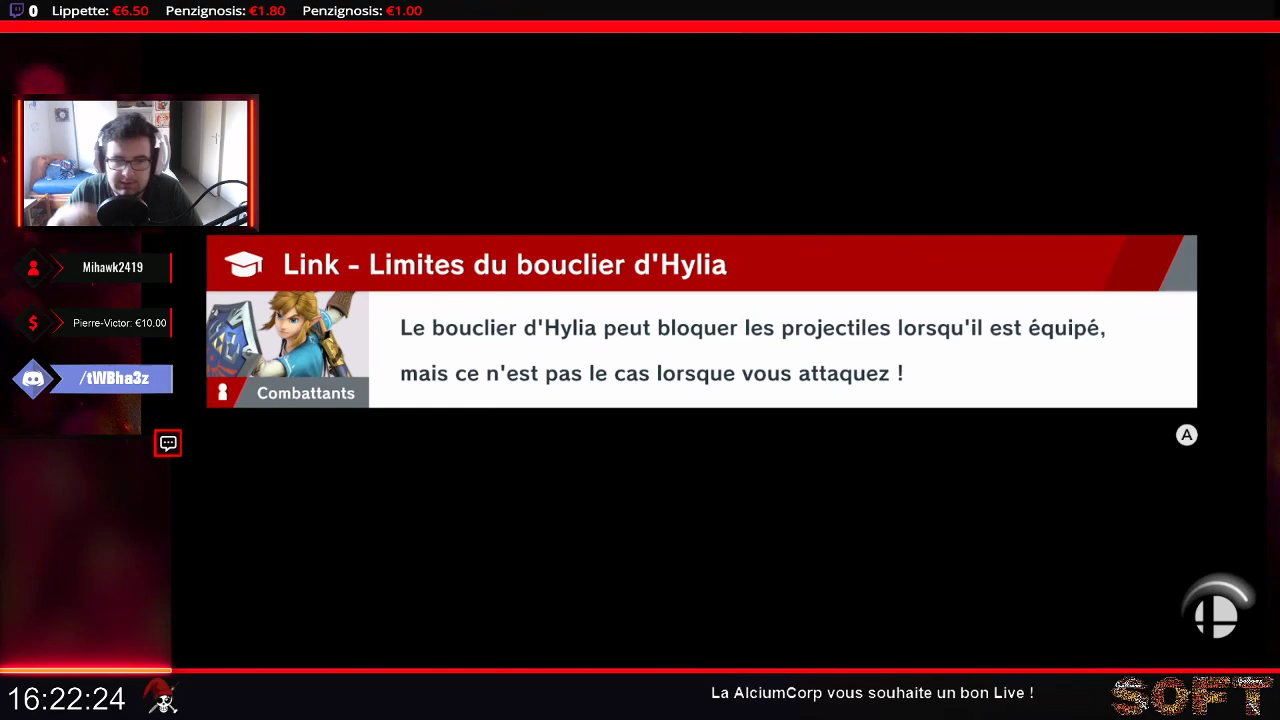 0 Lippette: €6.50 Penzignosis: €1.80 Penzignosis: €1.00
Mihawk2419
Pierre-Victor: €10.00
/tWBha3z
Link - Limites du bouclier d'Hylia
Le bouclier d'Hylia peut bloquer les projectiles lorsqu'il est équipé,
mais ce n'est pas le cas lorsque vous attaquez !
Combattants
A
16:22:24
La AlciumCorp vous souhaite un bon Live !
SOFT